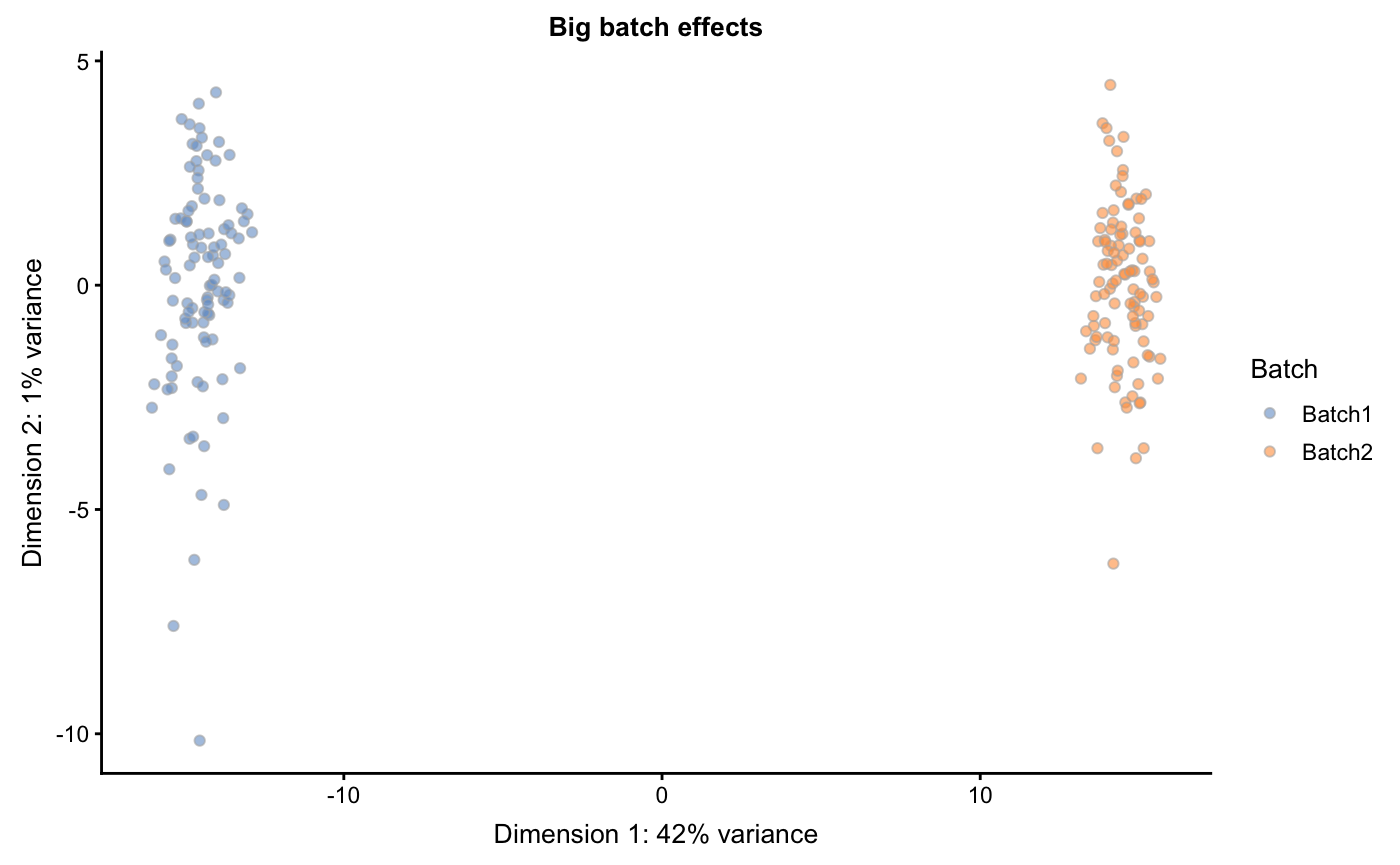 Big batch effects
5
0
-5
-10
Dimension 2: 1% variance
-10
0
10
Dimension 1: 42% variance
Batch
Batch1
Batch2